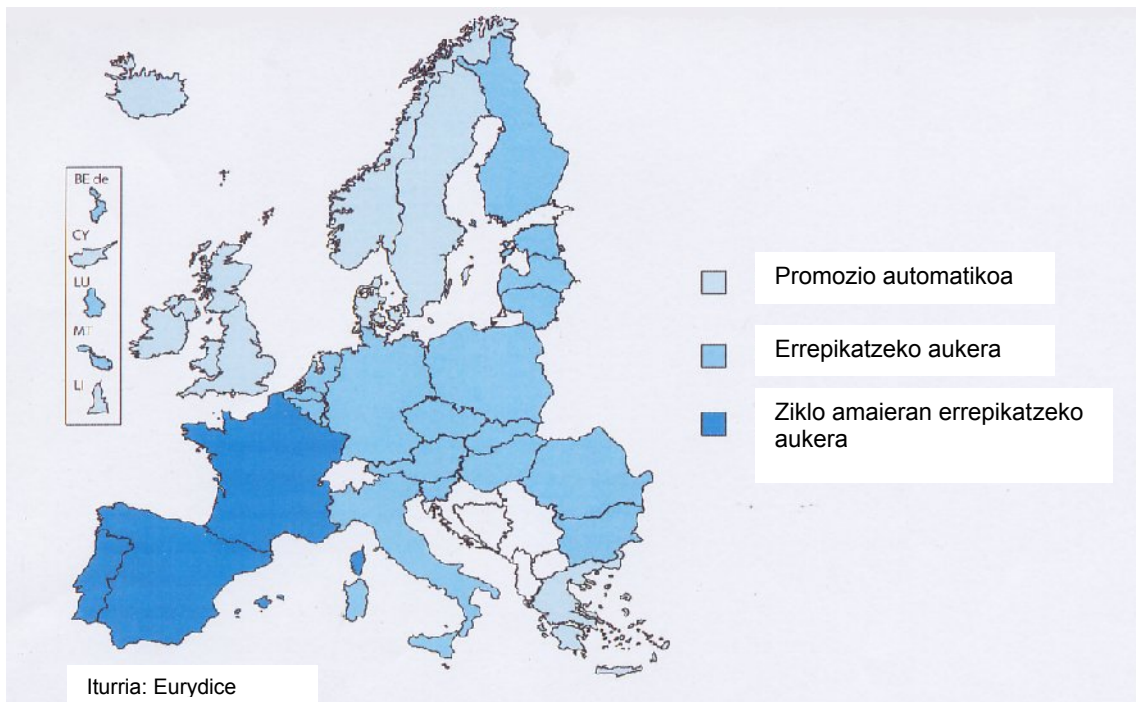 BE de
CY
LU
MT
LI
Promozio automatikoa
Errepikatzeko aukera
Ziklo amaieran errepikatzeko
aukera
Iturria: Eurydice